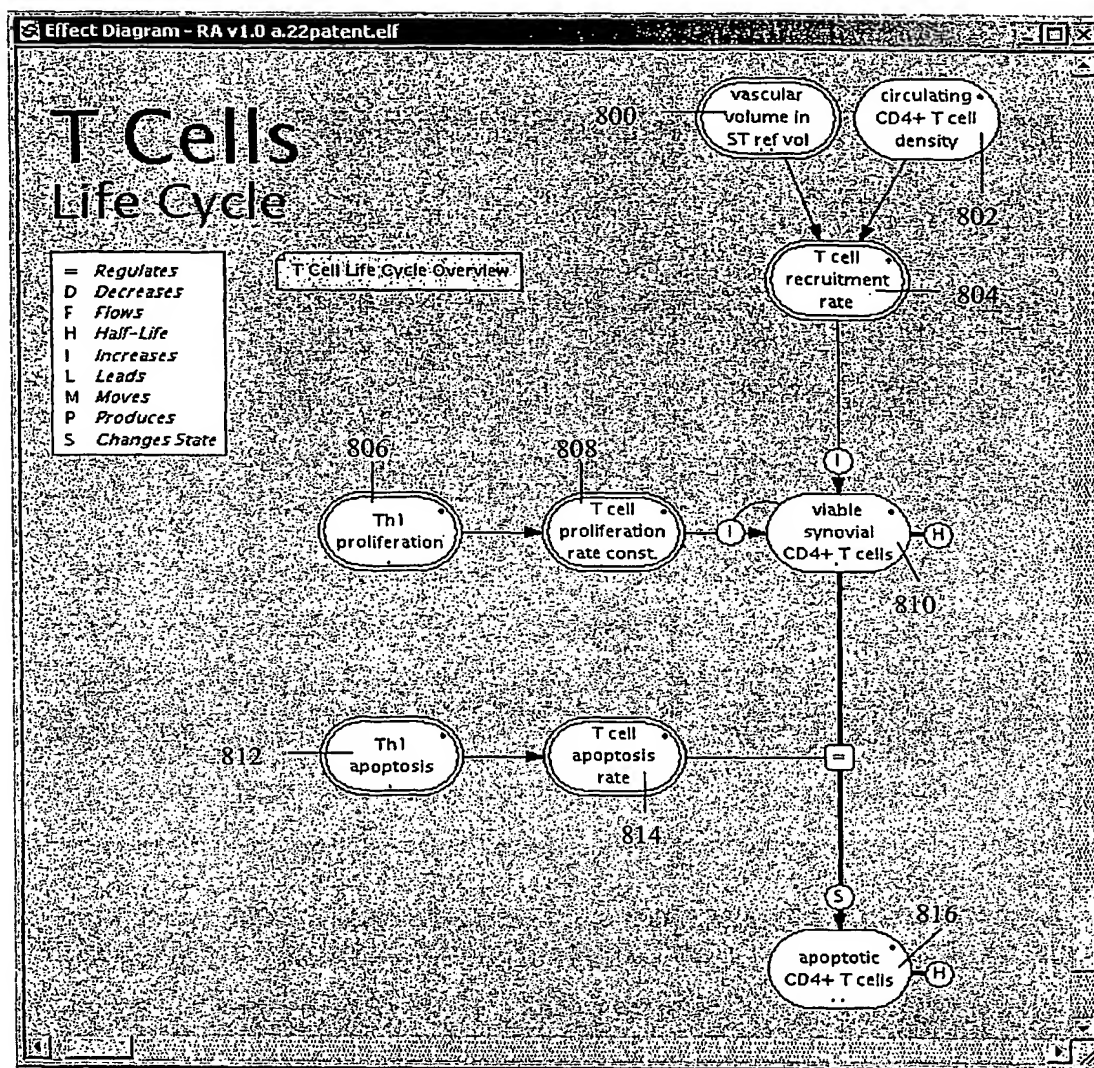 Effect Diagram - RA v1.0 a.22patent.elf
T Cells
Life Cycle
= Regulates
D Decreases
F Flows
H Half-Life
I Increases
L Leads
M Moves
P Produces
S Changes State
T Cell Life Cycle Overview
800
vascular
volume in
ST ref vol
circulating
CD4+ T cell
density
802
T cell
recruitment
rate
804
I
806
808
Th1
proliferation
T cell
proliferation
rate const.
I
viable
synovial
CD4+ T cells
H
810
812
Th1
apoptosis
T cell
apoptosis
rate
=
814
S
816
apoptotic
CD4+ T cells
H